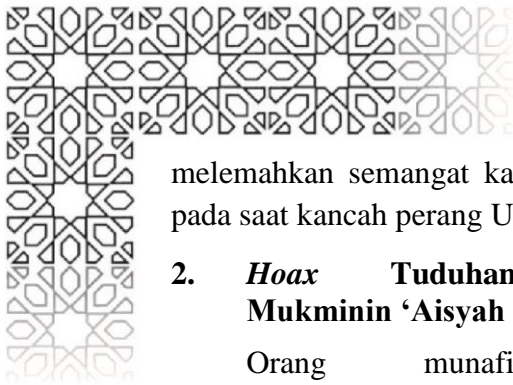 melemahkan semangat ka
pada saat kancah perang U
2. Hoax Tuduhan
Mukminin ‘Aisyah
Orang munafi